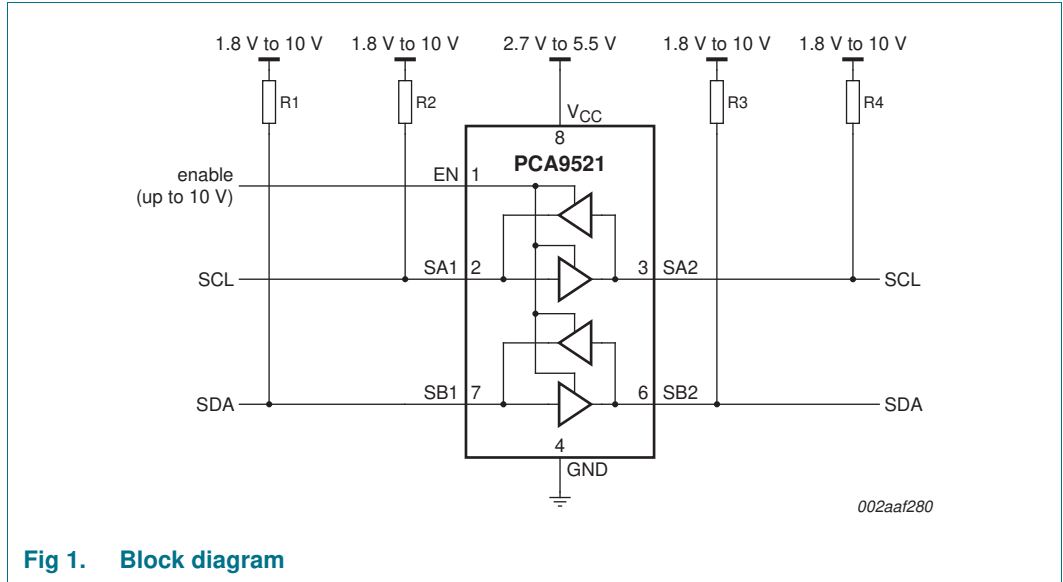 1.8 V to 10 V 1.8 V to 10 V 2.7 V to 5.5 V 1.8 V to 10 V 1.8 V to 10 V
R1 R2 R3 R4
VCC
8
PCA9521
enable
(up to 10 V)
EN 1
SCL SA1 2 3 SA2 SCL
SDA SB1 7 6 SB2 SDA
4
GND
002aaf280
Fig 1. Block diagram